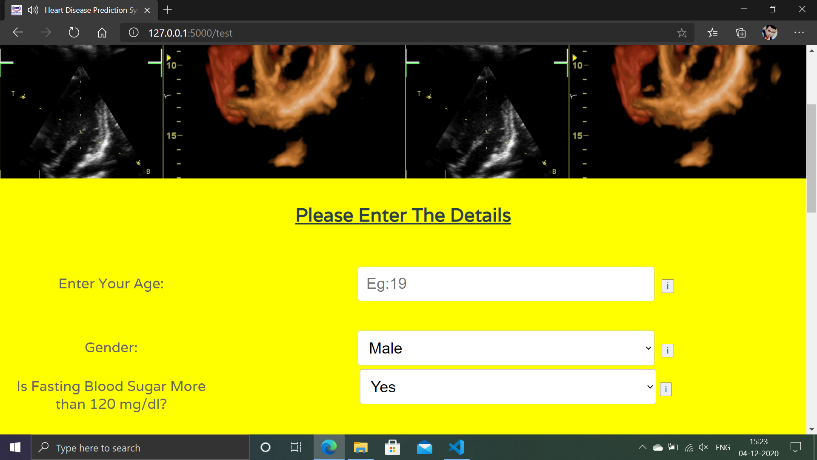 Heart Disease Prediction Sy
127.0.0.1:5000/test
10
15
T
B
10
15
T
B
Please Enter The Details
Enter Your Age:
Eg:19
i
Gender:
Male
i
Is Fasting Blood Sugar More
than 120 mg/dl?
Yes
i
Type here to search
ENG
15:23
04-12-2020